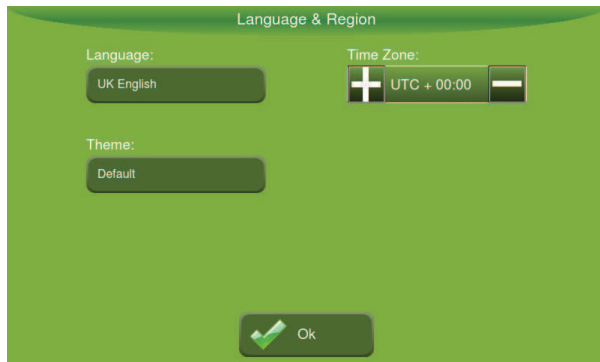 Language & Region
Language:
UK English
Time Zone:
UTC + 00:00
Theme:
Default
Ok